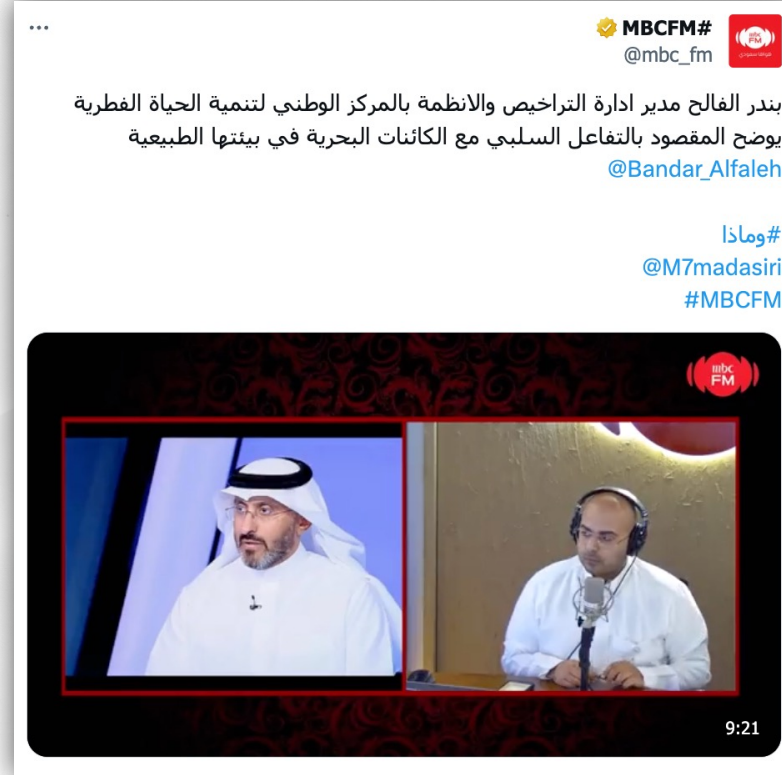 #MBCFM
@mbc_fm
بندر الفالح مدير ادارة التراخيص والانظمة بالمركز الوطني لتنمية الحياة الفطرية
يوضح المقصود بالتفاعل السلبي مع الكائنات البحرية في بيئتها الطبيعية
@Bandar_Alfaleh
#وماذا
@M7madasiri
#MBCFM
mbc
FM
9:21